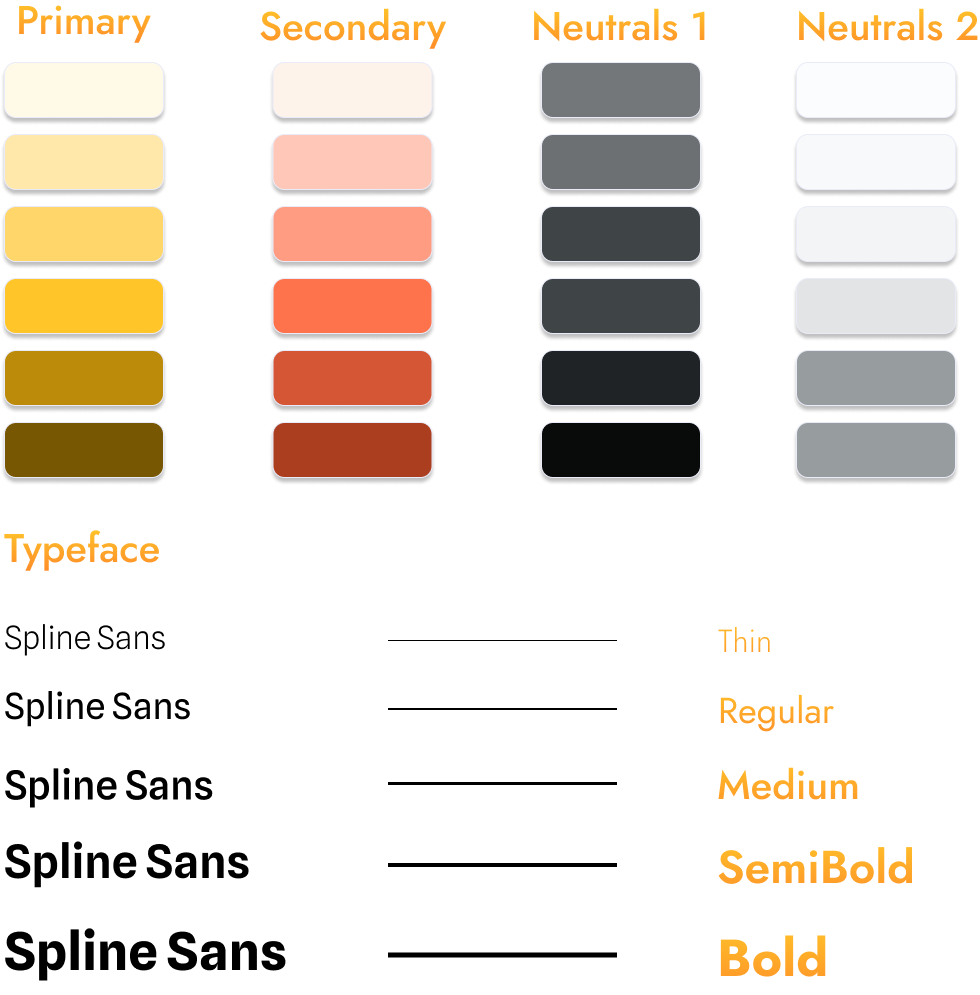 Primary
Secondary
Neutrals 1
Neutrals 2
Typeface
Spline Sans
Thin
Spline Sans
Regular
Spline Sans
Medium
Spline Sans
SemiBold
Spline Sans
Bold